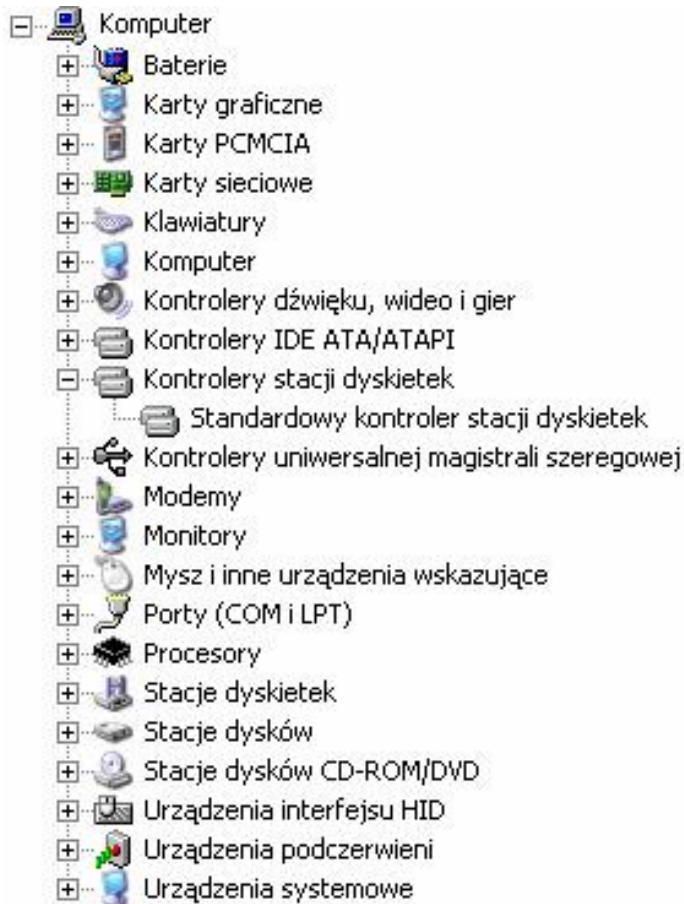 Komputer
Baterie
Karty graficzne
Karty PCMCIA
Karty sieciowe
Klawiatury
Komputer
Kontrolery dźwięku, wideo i gier
Kontrolery IDE ATA/ATAPI
Kontrolery stacji dyskietek
Standardowy kontroler stacji dyskietek
Kontrolery uniwersalnej magistrali szeregowej
Modemy
Monitory
Mysz i inne urządzenia wskazujące
Porty (COM i LPT)
Procesory
Stacje dyskietek
Stacje dysków
Stacje dysków CD-ROM/DVD
Urządzenia interfejsu HID
Urządzenia podczerwieni
Urządzenia systemowe